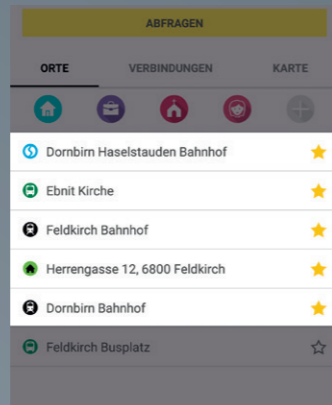 ABFRAGEN
ORTE VERBINDUNGEN KARTE
Dornbirn Haselstauden Bahnhof
Ebnit Kirche
Feldkirch Bahnhof
Herrengasse 12, 6800 Feldkirch
Dornbirn Bahnhof
Feldkirch Busplatz